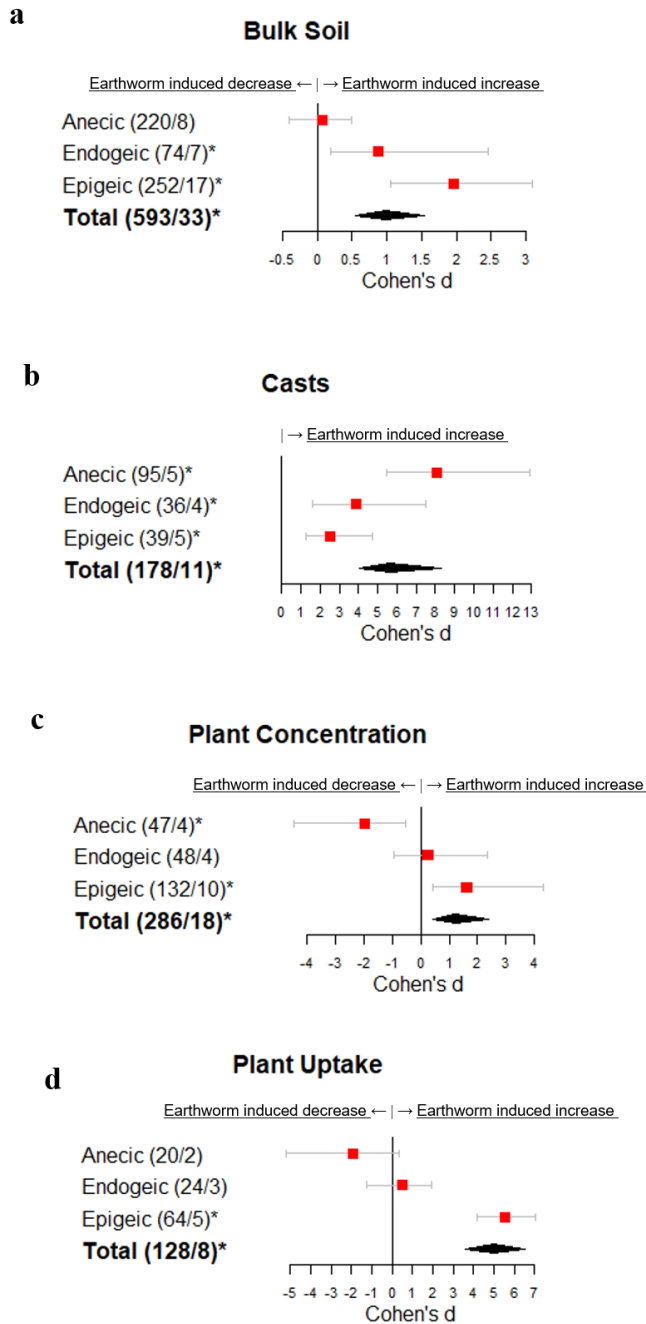 a
Bulk Soil
Earthworm induced decrease ← | → Earthworm induced increase
Anecic (220/8)
Endogeic (74/7)*
Epigeic (252/17)*
Total (593/33)*
-0.5 0 0.5 1 1.5 2 2.5 3
Cohen's d
b
Casts
| → Earthworm induced increase
Anecic (95/5)*
Endogeic (36/4)*
Epigeic (39/5)*
Total (178/11)*
0 1 2 3 4 5 6 7 8 9 10 11 12 13
Cohen's d
c
Plant Concentration
Earthworm induced decrease ← | → Earthworm induced increase
Anecic (47/4)*
Endogeic (48/4)
Epigeic (132/10)*
Total (286/18)*
-4 -3 -2 -1 0 1 2 3 4
Cohen's d
d
Plant Uptake
Earthworm induced decrease ← | → Earthworm induced increase
Anecic (20/2)
Endogeic (24/3)
Epigeic (64/5)*
Total (128/8)*
-5 -4 -3 -2 -1 0 1 2 3 4 5 6 7
Cohen's d